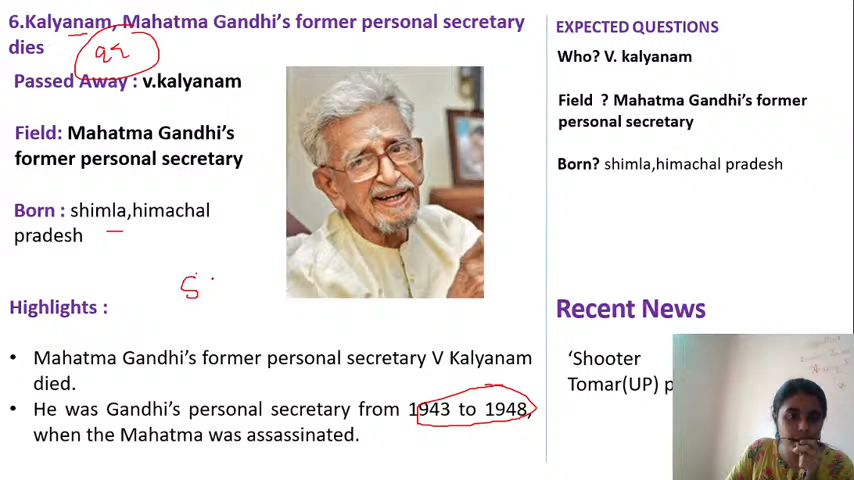 6.Kalyanam, Mahatma Gandhi's former personal secretary
dies
99
Passed Away : v.kalyanam
Field: Mahatma Gandhi's
former personal secretary
Born : shimla,himachal
pradesh
5
Highlights :
• Mahatma Gandhi's former personal secretary V Kalyanam
died.
• He was Gandhi's personal secretary from 1943 to 1948,
when the Mahatma was assassinated.
EXPECTED QUESTIONS
Who? V. kalyanam
Field ? Mahatma Gandhi's former
personal secretary
Born? shimla,himachal pradesh
Recent News
'Shooter
Tomar(UP) p